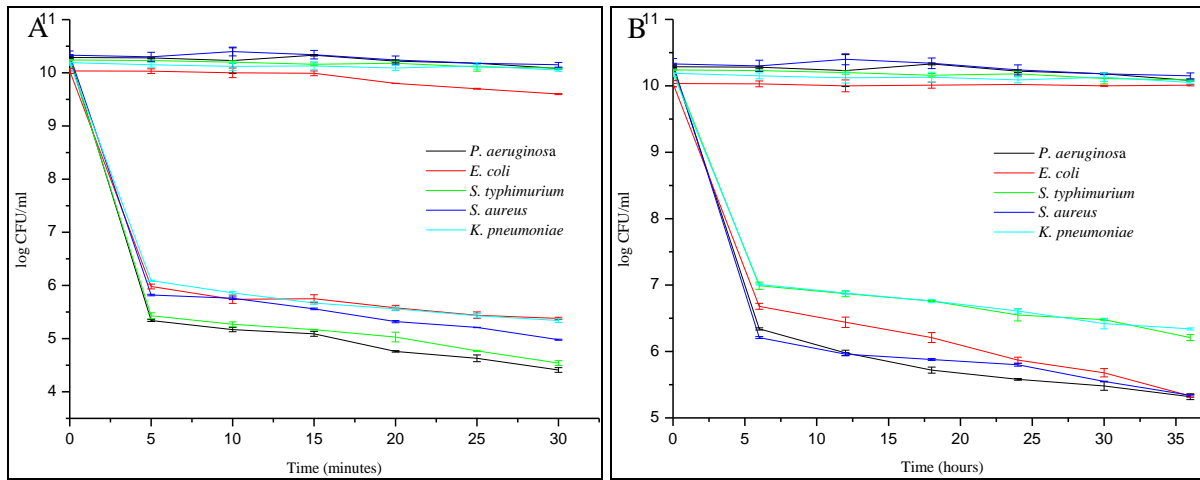 A
log CFU/ml
11
10
9
8
7
6
5
4
P. aeruginosa
E. coli
S. typhimurium
S. aureus
K. pneumoniae
0 5 10 15 20 25 30
Time (minutes)
B
log CFU/ml
11
10
9
8
7
6
5
P. aeruginosa
E. coli
S. typhimurium
S. aureus
K. pneumoniae
0 5 10 15 20 25 30 35
Time (hours)